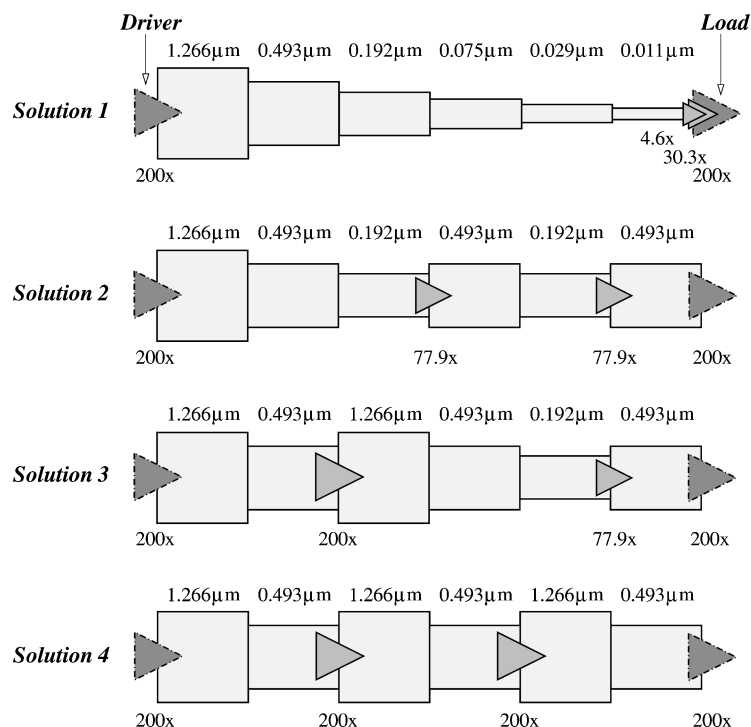 Driver Load
1.266μm 0.493μm 0.192μm 0.075μm 0.029μm 0.011μm
Solution 1
4.6x
30.3x
200x 200x
1.266μm 0.493μm 0.192μm 0.493μm 0.192μm 0.493μm
Solution 2
200x 77.9x 77.9x 200x
1.266μm 0.493μm 1.266μm 0.493μm 0.192μm 0.493μm
Solution 3
200x 200x 77.9x 200x
1.266μm 0.493μm 1.266μm 0.493μm 1.266μm 0.493μm
Solution 4
200x 200x 200x 200x